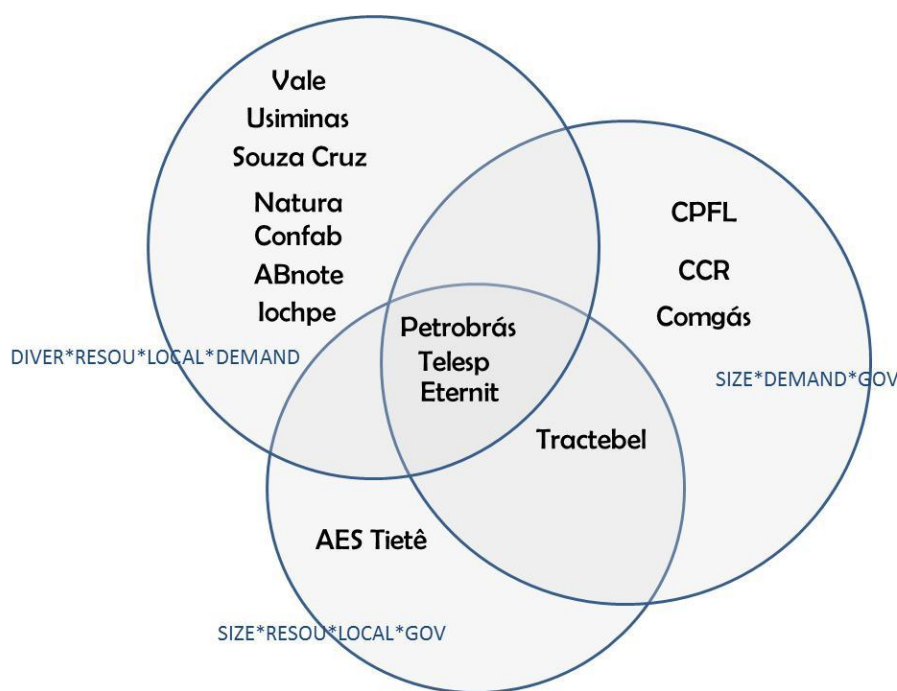 Vale
Usiminas
Souza Cruz
Natura
Confab
ABnote
Iochpe
DIVER*RESOU*LOCAL*DEMAND
CPFL
CCR
Comgás
SIZE*DEMAND*GOV
Petrobrás
Telesp
Eternit
Tractebel
AES Tietê
SIZE*RESOU*LOCAL*GOV